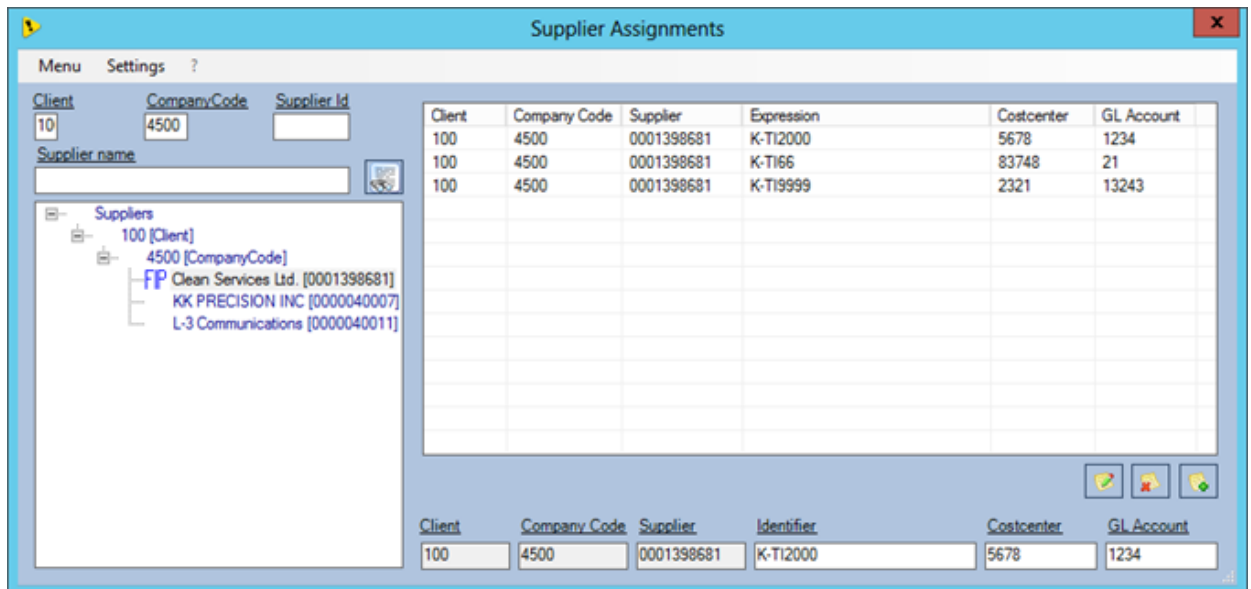 Supplier Assignments
x
Menu Settings ?
Client CompanyCode Supplier Id
10 4500
Supplier name
Suppliers
100 [Client]
4500 [CompanyCode]
FIP Clean Services Ltd. [0001398681]
KK PRECISION INC [0000040007]
L-3 Communications [0000040011]
Client Company Code Supplier Expression Costcenter GL Account
100 4500 0001398681 K-TI2000 5678 1234
100 4500 0001398681 K-TI66 83748 21
100 4500 0001398681 K-TI9999 2321 13243
Client Company Code Supplier Identifier Costcenter GL Account
100 4500 0001398681 K-TI2000 5678 1234